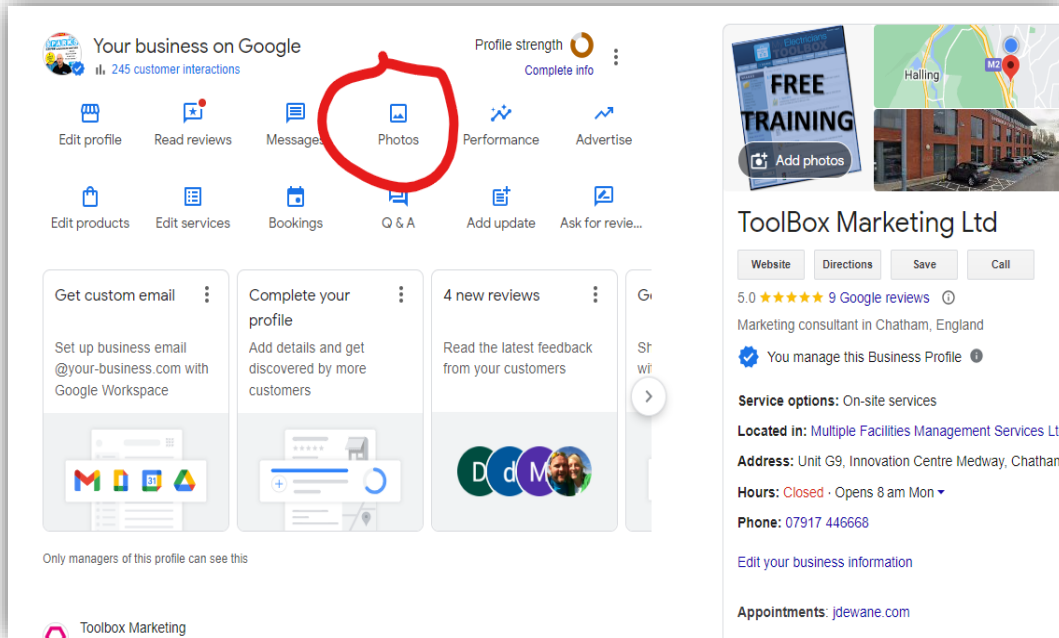 Your business on Google
245 customer interactions
Profile strength
Complete info
Edit profile
Read reviews
Messages
Photos
Performance
Advertise
Edit products
Edit services
Bookings
Q & A
Add update
Ask for revie...
Get custom email
Set up business email
@your-business.com with
Google Workspace
Complete your
profile
Add details and get
discovered by more
customers
4 new reviews
Read the latest feedback
from your customers
31
D
d
M
Only managers of this profile can see this
Toolbox Marketing
Electricians
TOOLBOX
FREE
TRAINING
Add photos
Halling
M2
ToolBox Marketing Ltd
Website
Directions
Save
Call
5.0 ★★★★★ 9 Google reviews
Marketing consultant in Chatham, England
You manage this Business Profile
Service options: On-site services
Located in: Multiple Facilities Management Services Lt
Address: Unit G9, Innovation Centre Medway, Chathan
Hours: Closed · Opens 8 am Mon
Phone: 07917 446668
Edit your business information
Appointments: jdewane.com